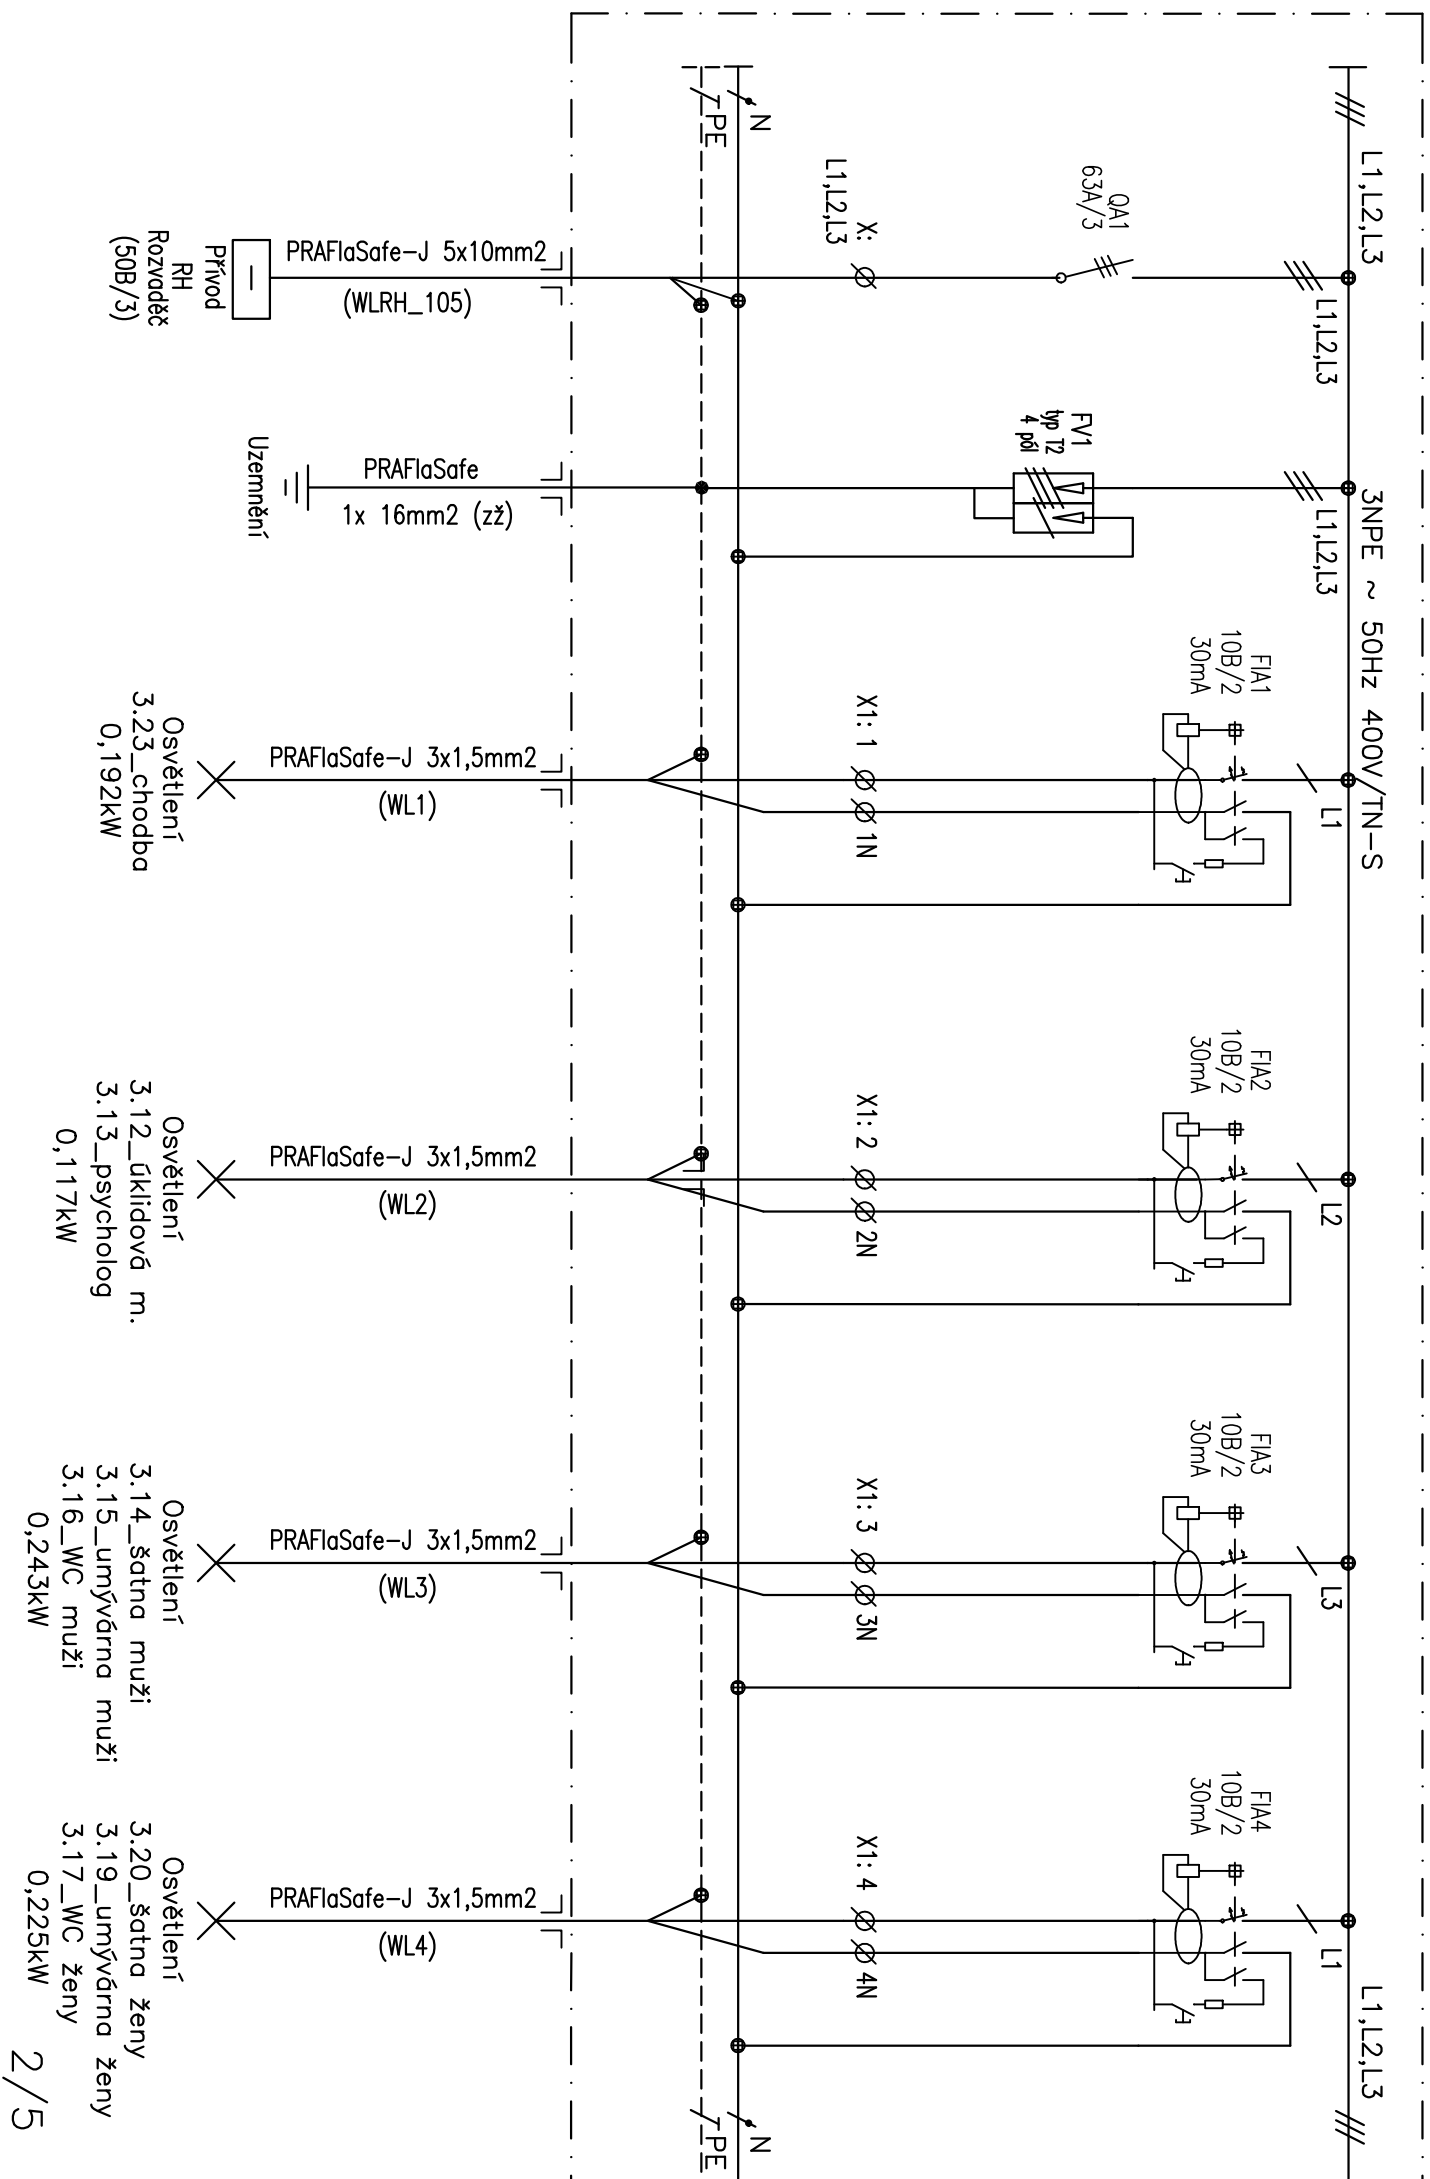 L1,L2,L3
3NPE ~ 50Hz 400V/TN-S
L1,L2,L3
L1,L2,L3
L1,L2,L3
L1
L2
L3
L1
QA1
63A/3
FV1
typ T2
4 pól
FIA1
10B/2
30mA
FIA2
10B/2
30mA
FIA3
10B/2
30mA
FIA4
10B/2
30mA
X:
L1,L2,L3
X1: 1
1N
X1: 2
2N
X1: 3
3N
X1: 4
4N
N
PE
N
PE
PRAFlaSafe-J 5x10mm2
(WLRH_105)
PRAFlaSafe
1x 16mm2 (zž)
PRAFlaSafe-J 3x1,5mm2
(WL1)
PRAFlaSafe-J 3x1,5mm2
(WL2)
PRAFlaSafe-J 3x1,5mm2
(WL3)
PRAFlaSafe-J 3x1,5mm2
(WL4)
Přívod
RH
Rozvaděč
(50B/3)
Uzemnění
Osvětlení
3.23_chodba
0,192kW
Osvětlení
3.12_úklidová m.
3.13_psycholog
0,117kW
Osvětlení
3.14_šatna muži
3.15_umývárna muži
3.16_WC muži
0,243kW
Osvětlení
3.20_šatna ženy
3.19_umývárna ženy
3.17_WC ženy
0,225kW
2/5